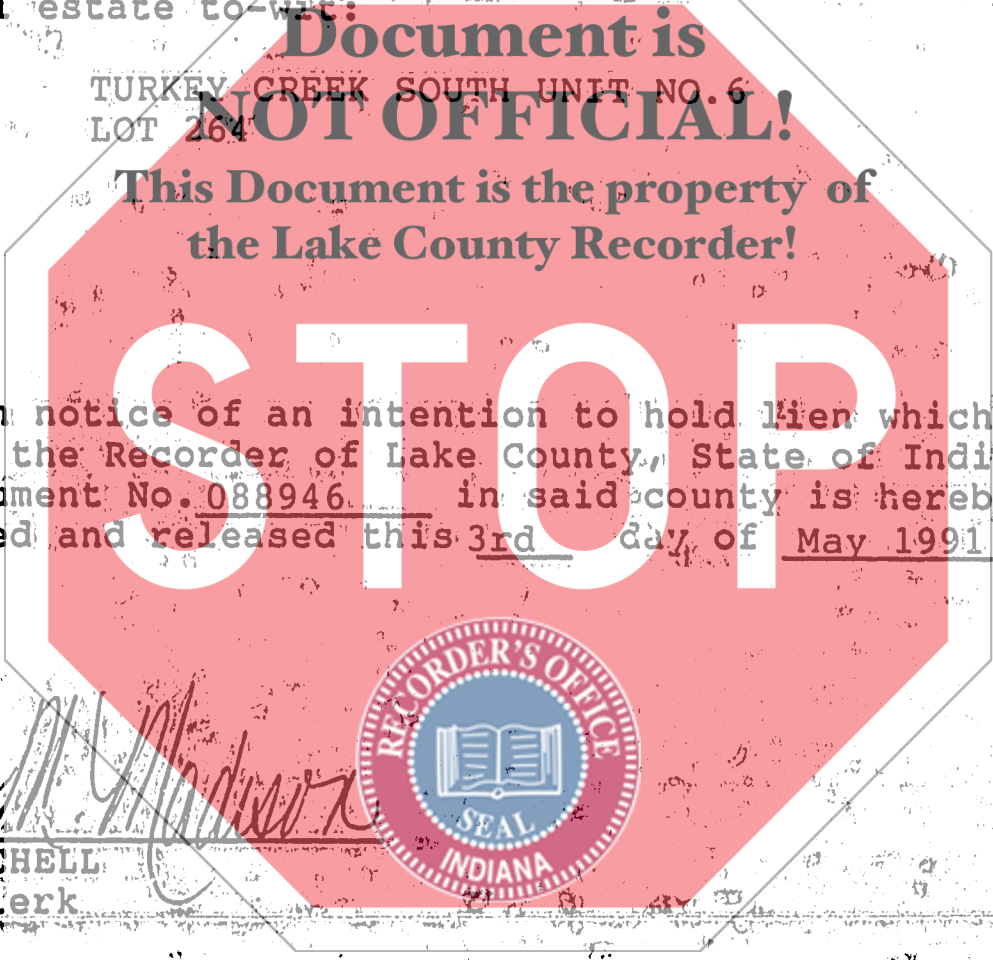 estate to-wit:
Document is
TURKEY CREEK SOUTH UNIT NO.6
NOT OFFICIAL!
LOT 264
This Document is the property of
the Lake County Recorder!
STOP
notice of an intention to hold lien which
the Recorder of Lake County, State of Indi
ment No. 088946 in said county is hereb
ed and released this 3rd day of May 1991
RECORDER'S OFFICE
SEAL
INDIANA
CHELL
erk